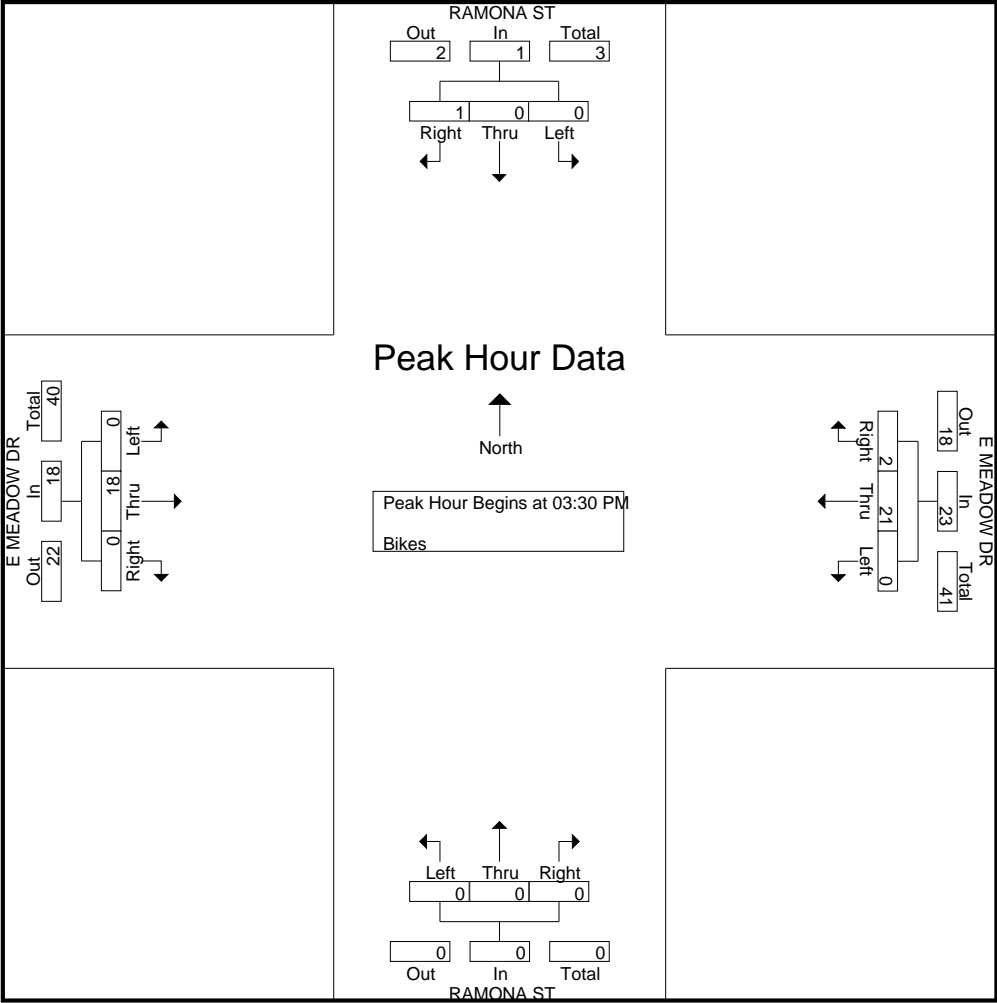 RAMONA ST
Out In Total
2 1 3
1 0 0
Right Thru Left
Peak Hour Data
North
Peak Hour Begins at 03:30 PM
Bikes
E MEADOW DR
Out In Total
22 18 40
0 18 0
Left Thru Right
E MEADOW DR
Out In Total
18 23 41
2 21 0
Right Thru Left
Left Thru Right
0 0 0
0 0 0
Out In Total
RAMONA ST